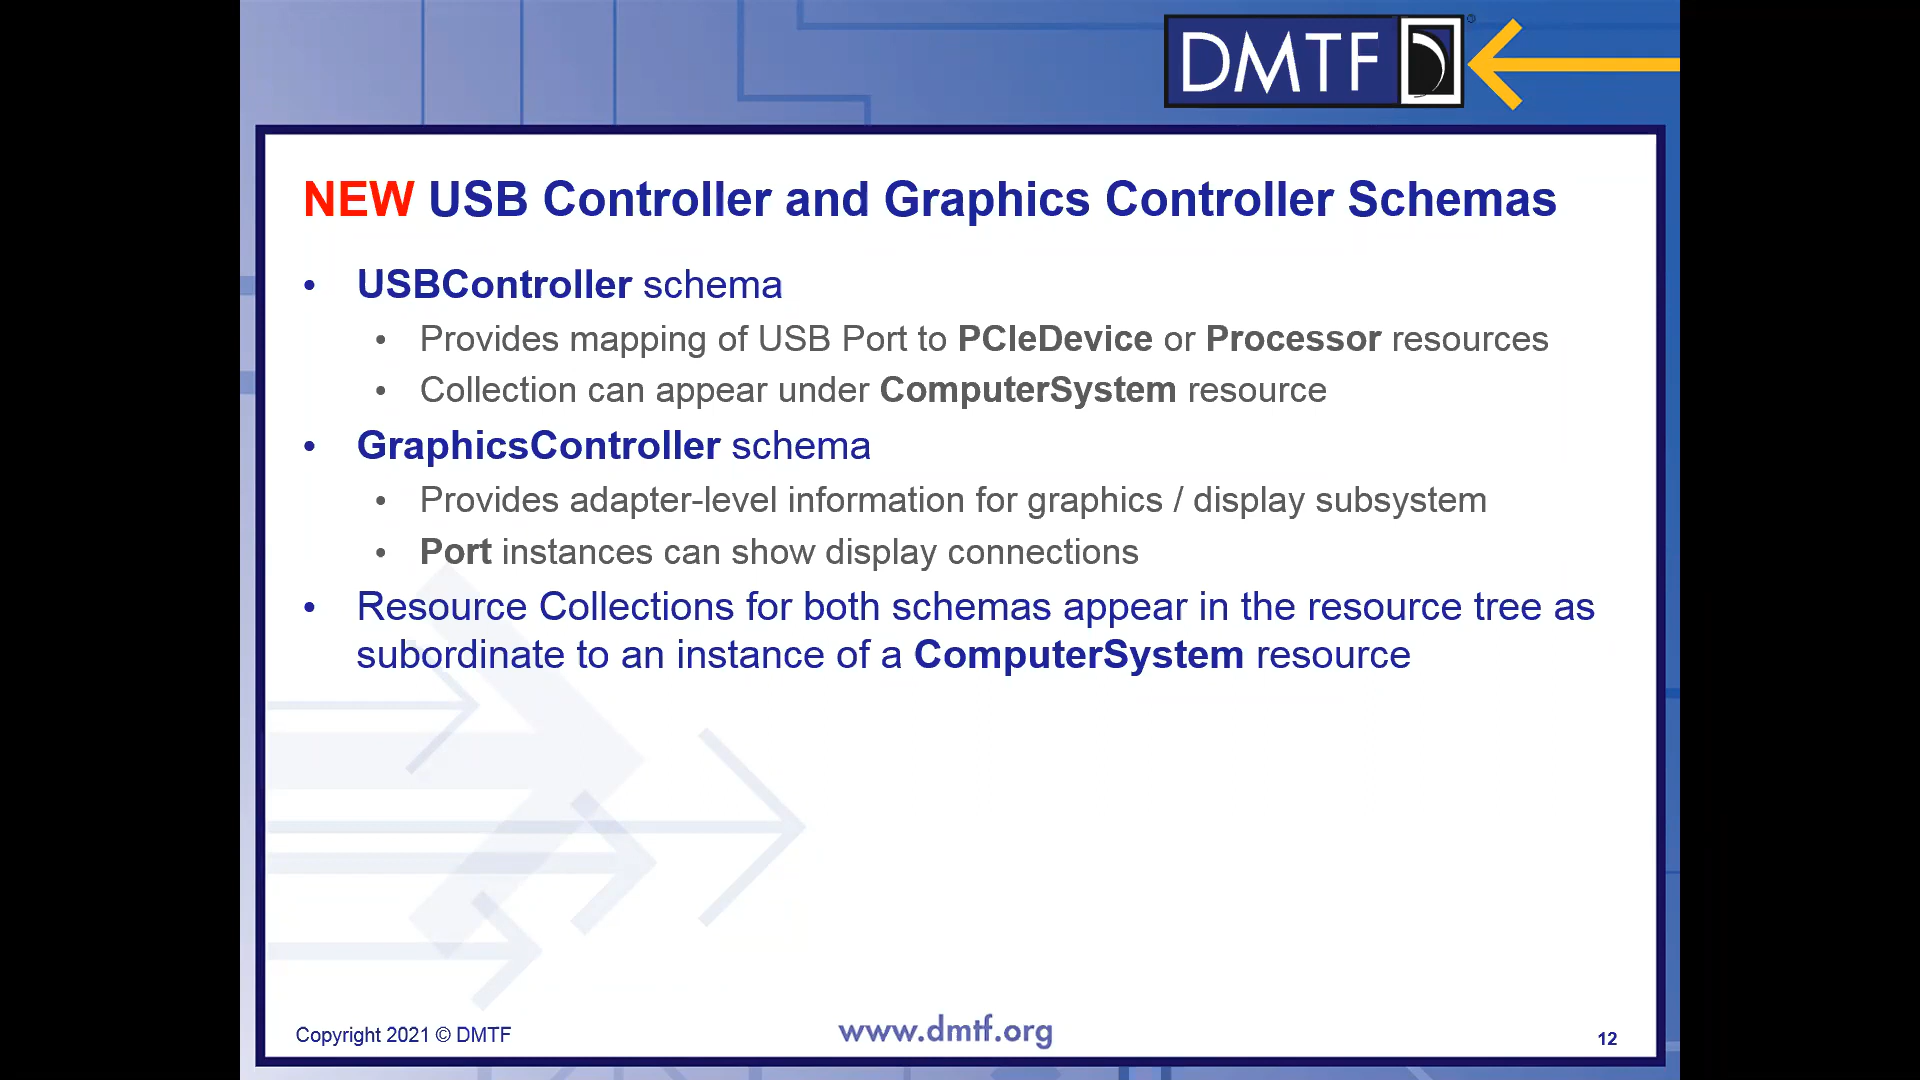 DMTF
NEW USB Controller and Graphics Controller Schemas
• USBController schema
• Provides mapping of USB Port to PCIeDevice or Processor resources
• Collection can appear under ComputerSystem resource
• GraphicsController schema
• Provides adapter-level information for graphics / display subsystem
• Port instances can show display connections
• Resource Collections for both schemas appear in the resource tree as
subordinate to an instance of a ComputerSystem resource
Copyright 2021 © DMTF
www.dmtf.org
12